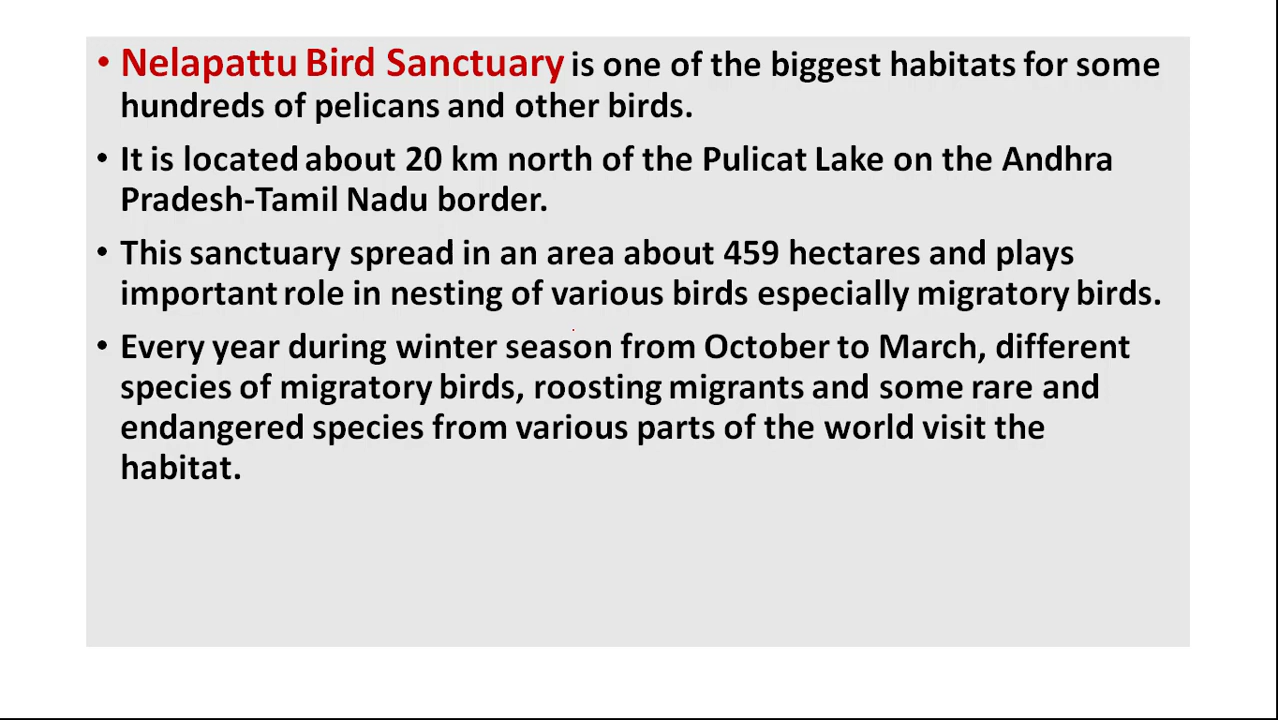 • Nelapattu Bird Sanctuary is one of the biggest habitats for some
hundreds of pelicans and other birds.
• It is located about 20 km north of the Pulicat Lake on the Andhra
Pradesh-Tamil Nadu border.
• This sanctuary spread in an area about 459 hectares and plays
important role in nesting of various birds especially migratory birds.
• Every year during winter season from October to March, different
species of migratory birds, roosting migrants and some rare and
endangered species from various parts of the world visit the
habitat.